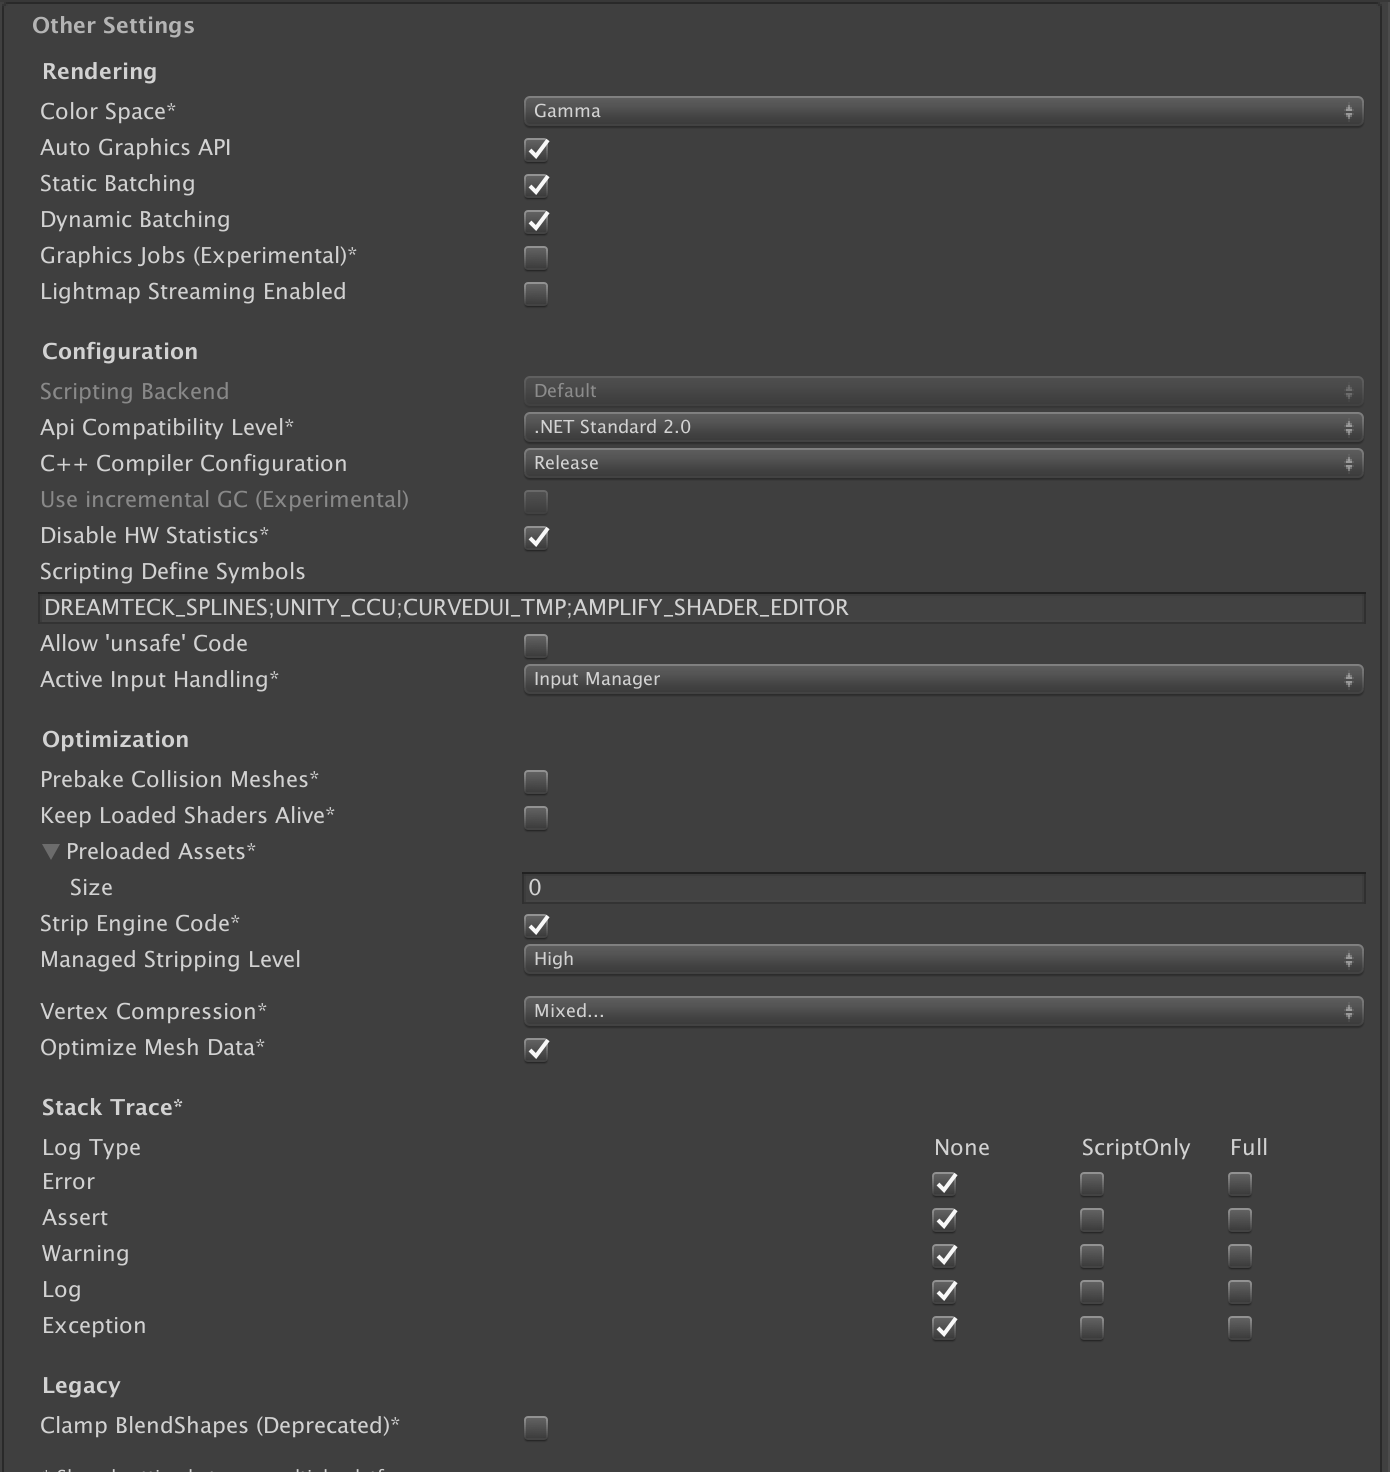 Other Settings
Rendering
Color Space* Gamma
Auto Graphics API
Static Batching
Dynamic Batching
Graphics Jobs (Experimental)*
Lightmap Streaming Enabled
Configuration
Scripting Backend Default
Api Compatibility Level* .NET Standard 2.0
C++ Compiler Configuration Release
Use incremental GC (Experimental)
Disable HW Statistics*
Scripting Define Symbols
DREAMTECK_SPLINES;UNITY_CCU;CURVEDUI_TMP;AMPLIFY_SHADER_EDITOR
Allow 'unsafe' Code
Active Input Handling* Input Manager
Optimization
Prebake Collision Meshes*
Keep Loaded Shaders Alive*
Preloaded Assets*
Size 0
Strip Engine Code*
Managed Stripping Level High
Vertex Compression* Mixed...
Optimize Mesh Data*
Stack Trace*
Log Type None ScriptOnly Full
Error
Assert
Warning
Log
Exception
Legacy
Clamp BlendShapes (Deprecated)*